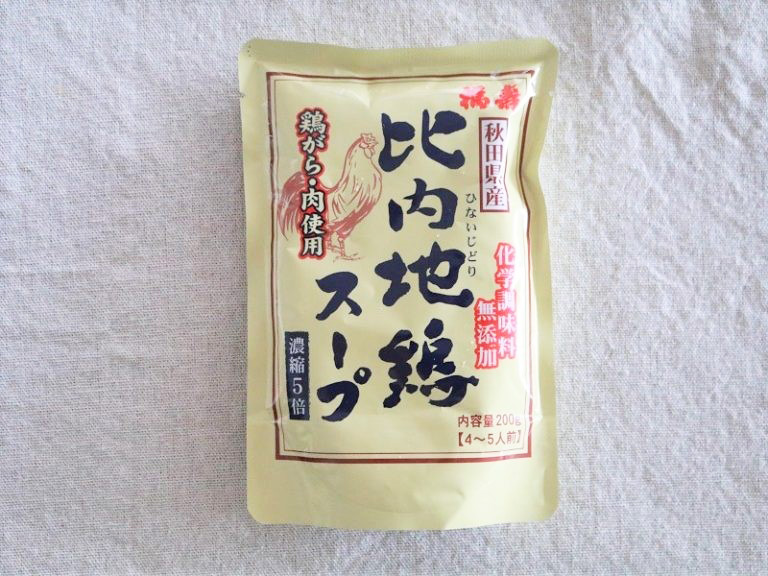 福寿
秋田県産
化学調味料
無添加
比内地鶏
ひないじどり
スープ
鶏がら・肉使用
濃縮5倍
内容量200g
【4〜5人前】